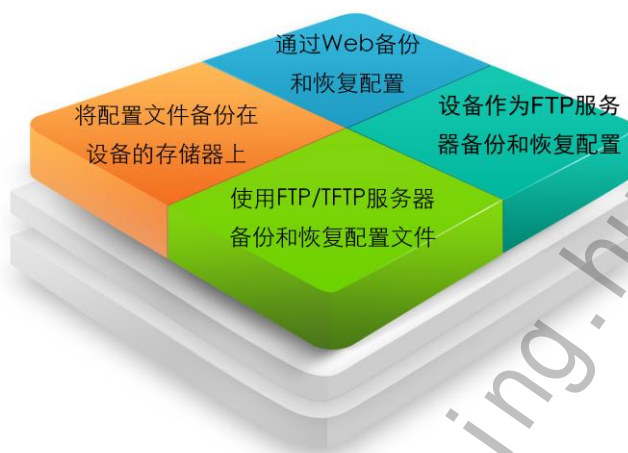 通过Web备份
和恢复配置
将配置文件备份在
设备的存储器上
设备作为FTP服务
器备份和恢复配置
使用FTP/TFTP服务器
备份和恢复配置文件
ing.hu